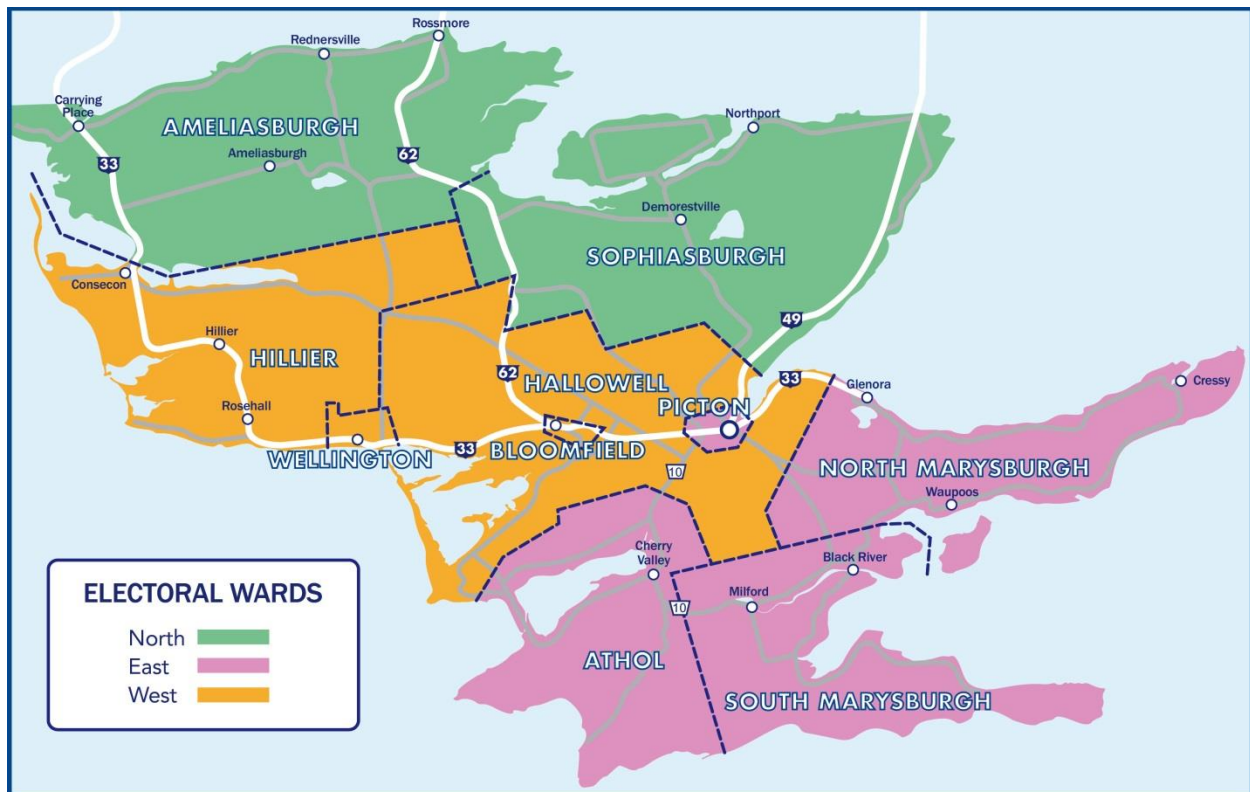 Rossmore
Rednersville
Carrying
Place
AMELIASBURGH
Northport
33
Ameliasburgh
62
Demorestville
SOPHIASBURGH
Consecon
49
Hillier
HILLIER
62
HALLOWELL
33
Glenora
Cressy
PICTON
Rosehall
WELLINGTON
33
BLOOMFIELD
10
NORTH MARYSBURGH
Waupoos
Cherry
Valley
Black River
Milford
10
ATHOL
SOUTH MARYSBURGH
ELECTORAL WARDS
North
East
West